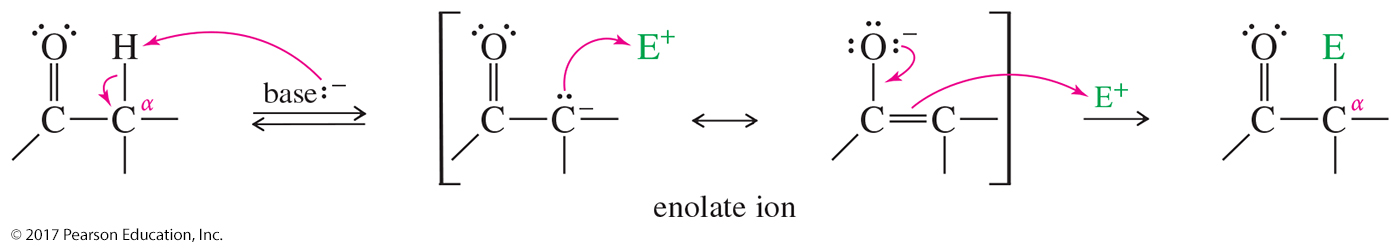 O H O E+ O − E+ O E
base:−
C — C α C — C − C = C C — C α
enolate ion
© 2017 Pearson Education, Inc.